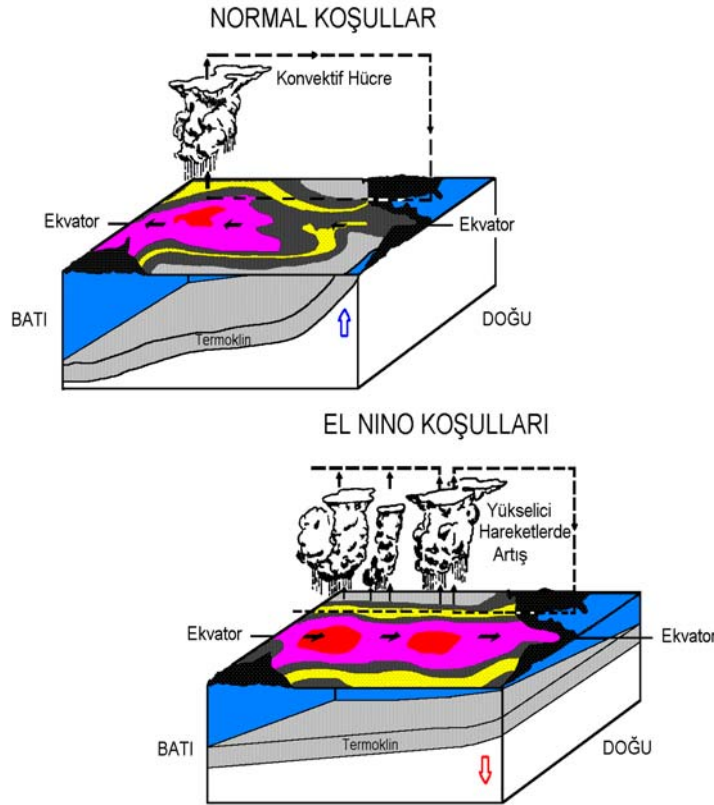 NORMAL KOŞULLAR
Konvektif Hücre
Ekvator
Ekvator
BATI
DOĞU
Termoklin
EL NINO KOŞULLARI
Yükselici
Hareketlerde
Artış
Ekvator
Ekvator
BATI
DOĞU
Termoklin